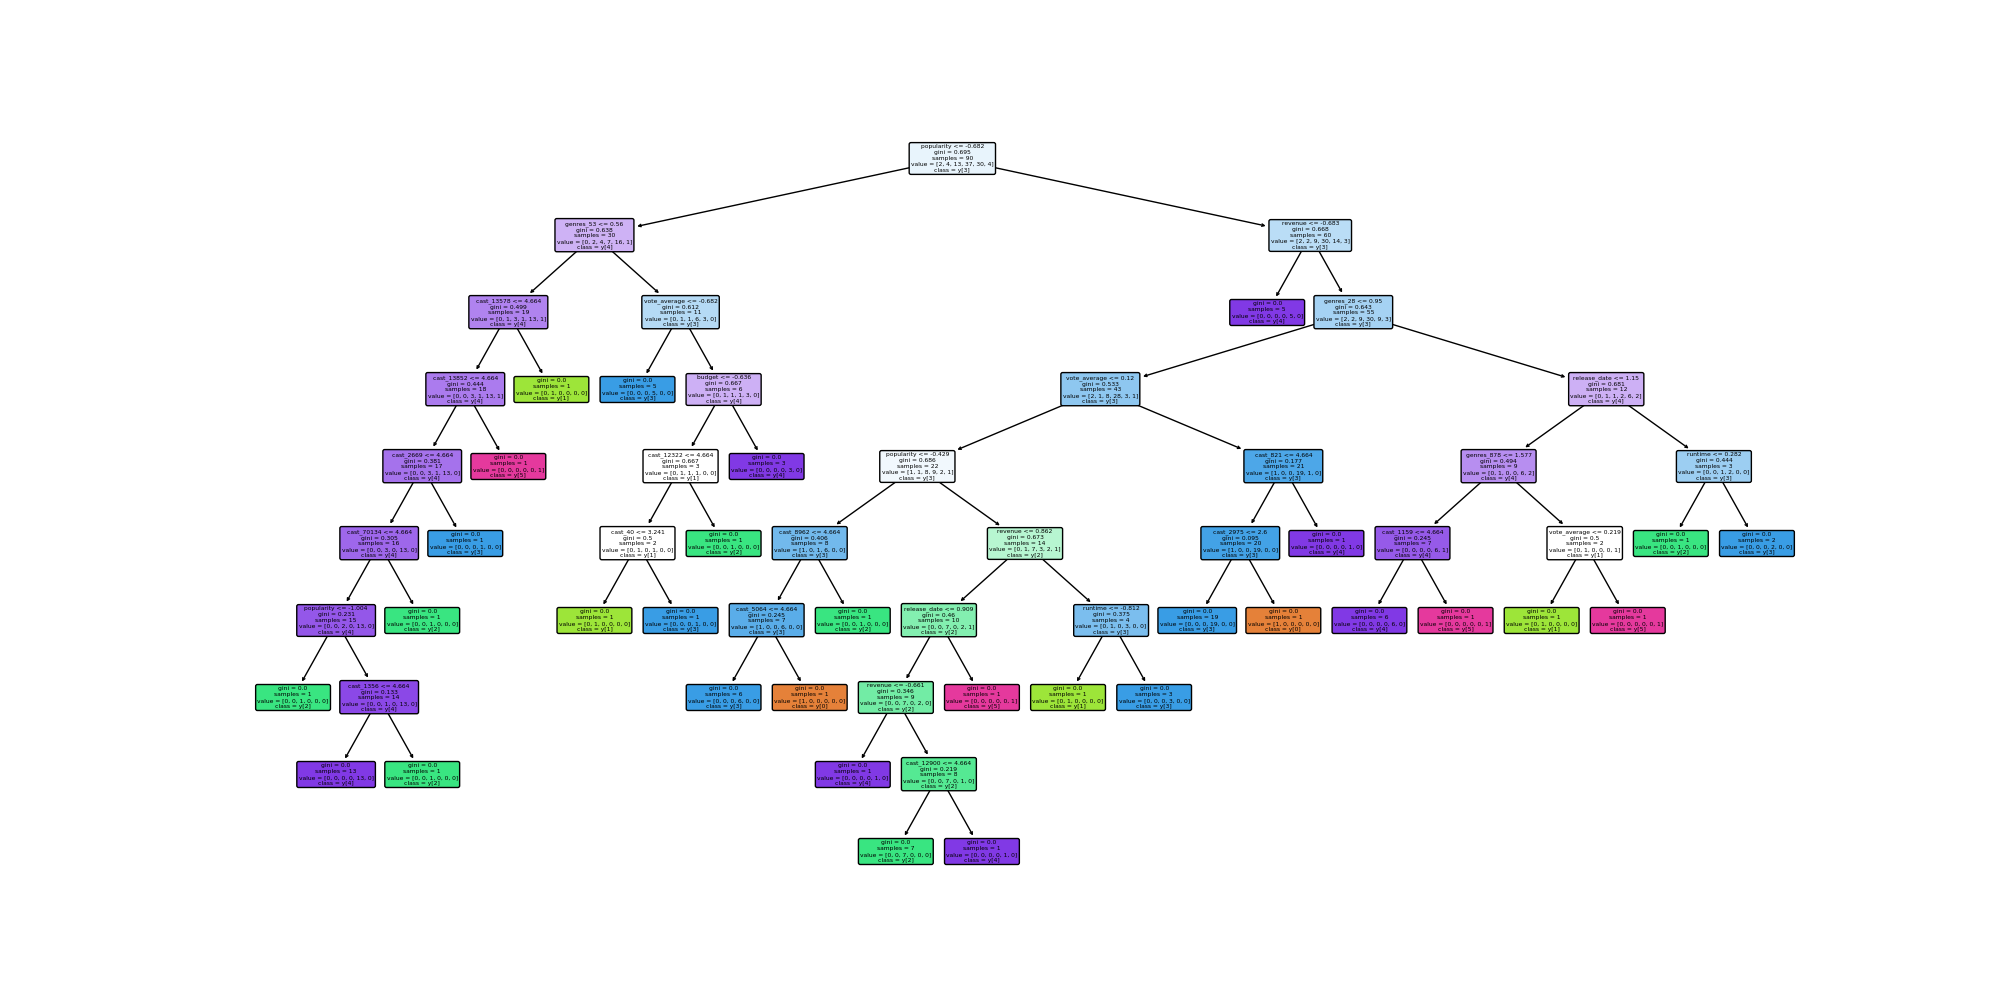 popularity <= -0.682
gini = 0.695
samples = 90
value = [2, 4, 13, 37, 30, 4]
class = y[3]
genres_53 <= 0.56
gini = 0.638
samples = 30
value = [0, 2, 4, 7, 16, 1]
class = y[4]
revenue <= -0.683
gini = 0.668
samples = 60
value = [2, 2, 9, 30, 14, 3]
class = y[3]
cast_13578 <= 4.664
gini = 0.499
samples = 19
value = [0, 1, 3, 1, 13, 1]
class = y[4]
vote_average <= -0.682
gini = 0.612
samples = 11
value = [0, 1, 1, 6, 3, 0]
class = y[3]
gini = 0.0
samples = 5
value = [0, 0, 0, 0, 5, 0]
class = y[4]
genres_28 <= 0.95
gini = 0.643
samples = 55
value = [2, 2, 9, 30, 9, 3]
class = y[3]
cast_13852 <= 4.664
gini = 0.444
samples = 18
value = [0, 0, 3, 1, 13, 1]
class = y[4]
gini = 0.0
samples = 1
value = [0, 1, 0, 0, 0, 0]
class = y[1]
gini = 0.0
samples = 5
value = [0, 0, 0, 5, 0, 0]
class = y[3]
budget <= -0.636
gini = 0.667
samples = 6
value = [0, 1, 1, 1, 3, 0]
class = y[4]
vote_average <= 0.12
gini = 0.533
samples = 43
value = [2, 1, 8, 28, 3, 1]
class = y[3]
release_date <= 1.15
gini = 0.681
samples = 12
value = [0, 1, 1, 2, 6, 2]
class = y[4]
cast_2669 <= 4.664
gini = 0.381
samples = 17
value = [0, 0, 3, 1, 13, 0]
class = y[4]
gini = 0.0
samples = 1
value = [0, 0, 0, 0, 0, 1]
class = y[5]
cast_12322 <= 4.664
gini = 0.667
samples = 3
value = [0, 1, 1, 1, 0, 0]
class = y[1]
gini = 0.0
samples = 3
value = [0, 0, 0, 0, 3, 0]
class = y[4]
popularity <= -0.429
gini = 0.686
samples = 22
value = [1, 1, 8, 9, 2, 1]
class = y[3]
cast_821 <= 4.664
gini = 0.177
samples = 21
value = [1, 0, 0, 19, 1, 0]
class = y[3]
genres_878 <= 1.577
gini = 0.494
samples = 9
value = [0, 1, 0, 0, 6, 2]
class = y[4]
runtime <= 0.282
gini = 0.444
samples = 3
value = [0, 0, 1, 2, 0, 0]
class = y[3]
cast_70134 <= 4.664
gini = 0.305
samples = 16
value = [0, 0, 3, 0, 13, 0]
class = y[4]
gini = 0.0
samples = 1
value = [0, 0, 0, 1, 0, 0]
class = y[3]
cast_40 <= 3.241
gini = 0.5
samples = 2
value = [0, 1, 0, 1, 0, 0]
class = y[1]
gini = 0.0
samples = 1
value = [0, 0, 1, 0, 0, 0]
class = y[2]
cast_8962 <= 4.664
gini = 0.406
samples = 8
value = [1, 0, 1, 6, 0, 0]
class = y[3]
revenue <= 0.862
gini = 0.673
samples = 14
value = [0, 1, 7, 3, 2, 1]
class = y[2]
cast_2975 <= 2.6
gini = 0.095
samples = 20
value = [1, 0, 0, 19, 0, 0]
class = y[3]
gini = 0.0
samples = 1
value = [0, 0, 0, 0, 1, 0]
class = y[4]
cast_1159 <= 4.664
gini = 0.245
samples = 7
value = [0, 0, 0, 0, 6, 1]
class = y[4]
vote_average <= 0.219
gini = 0.5
samples = 2
value = [0, 1, 0, 0, 0, 1]
class = y[1]
gini = 0.0
samples = 1
value = [0, 0, 1, 0, 0, 0]
class = y[2]
gini = 0.0
samples = 2
value = [0, 0, 0, 2, 0, 0]
class = y[3]
popularity <= -1.004
gini = 0.231
samples = 15
value = [0, 0, 2, 0, 13, 0]
class = y[4]
gini = 0.0
samples = 1
value = [0, 0, 1, 0, 0, 0]
class = y[2]
gini = 0.0
samples = 1
value = [0, 1, 0, 0, 0, 0]
class = y[1]
gini = 0.0
samples = 1
value = [0, 0, 0, 1, 0, 0]
class = y[3]
cast_5064 <= 4.664
gini = 0.245
samples = 7
value = [1, 0, 0, 6, 0, 0]
class = y[3]
gini = 0.0
samples = 1
value = [0, 0, 1, 0, 0, 0]
class = y[2]
release_date <= 0.909
gini = 0.46
samples = 10
value = [0, 0, 7, 0, 2, 1]
class = y[2]
runtime <= -0.812
gini = 0.375
samples = 4
value = [0, 1, 0, 3, 0, 0]
class = y[3]
gini = 0.0
samples = 19
value = [0, 0, 0, 19, 0, 0]
class = y[3]
gini = 0.0
samples = 1
value = [1, 0, 0, 0, 0, 0]
class = y[0]
gini = 0.0
samples = 6
value = [0, 0, 0, 0, 6, 0]
class = y[4]
gini = 0.0
samples = 1
value = [0, 0, 0, 0, 0, 1]
class = y[5]
gini = 0.0
samples = 1
value = [0, 1, 0, 0, 0, 0]
class = y[1]
gini = 0.0
samples = 1
value = [0, 0, 0, 0, 0, 1]
class = y[5]
gini = 0.0
samples = 1
value = [0, 0, 1, 0, 0, 0]
class = y[2]
cast_1356 <= 4.664
gini = 0.133
samples = 14
value = [0, 0, 1, 0, 13, 0]
class = y[4]
gini = 0.0
samples = 6
value = [0, 0, 0, 6, 0, 0]
class = y[3]
gini = 0.0
samples = 1
value = [1, 0, 0, 0, 0, 0]
class = y[0]
revenue <= -0.661
gini = 0.346
samples = 9
value = [0, 0, 7, 0, 2, 0]
class = y[2]
gini = 0.0
samples = 1
value = [0, 0, 0, 0, 0, 1]
class = y[5]
gini = 0.0
samples = 1
value = [0, 1, 0, 0, 0, 0]
class = y[1]
gini = 0.0
samples = 3
value = [0, 0, 0, 3, 0, 0]
class = y[3]
gini = 0.0
samples = 13
value = [0, 0, 0, 0, 13, 0]
class = y[4]
gini = 0.0
samples = 1
value = [0, 0, 1, 0, 0, 0]
class = y[2]
gini = 0.0
samples = 1
value = [0, 0, 0, 0, 1, 0]
class = y[4]
cast_12900 <= 4.664
gini = 0.219
samples = 8
value = [0, 0, 7, 0, 1, 0]
class = y[2]
gini = 0.0
samples = 7
value = [0, 0, 7, 0, 0, 0]
class = y[2]
gini = 0.0
samples = 1
value = [0, 0, 0, 0, 1, 0]
class = y[4]